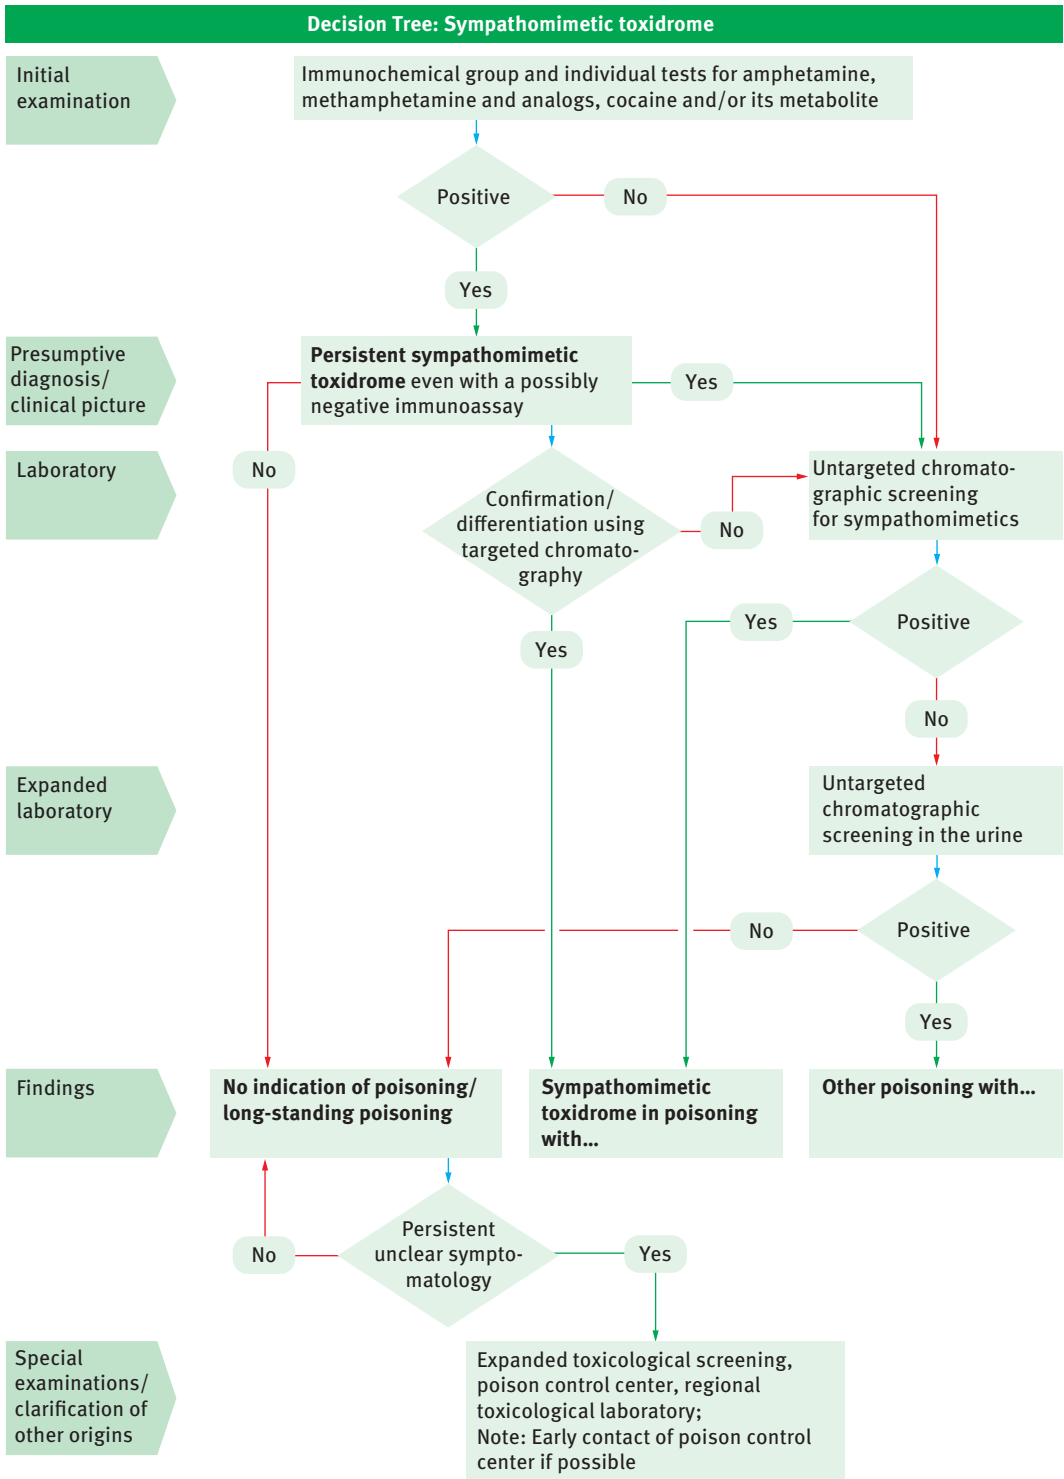 Decision Tree: Sympathomimetic toxidrome
Initial
examination
Immunochemical group and individual tests for amphetamine,
methamphetamine and analogs, cocaine and/or its metabolite
Positive
No
Yes
Presumptive
diagnosis/
clinical picture
Persistent sympathomimetic
toxidrome even with a possibly
negative immunoassay
Yes
No
Laboratory
Confirmation/
differentiation using
targeted chromato-
graphy
No
Untargeted chromato-
graphic screening
for sympathomimetics
Yes
Yes
Positive
No
Expanded
laboratory
Untargeted
chromatographic
screening in the urine
No
Positive
Yes
Findings
No indication of poisoning/
long-standing poisoning
Sympathomimetic
toxidrome in poisoning
with...
Other poisoning with...
No
Persistent
unclear sympto-
matology
Yes
Special
examinations/
clarification of
other origins
Expanded toxicological screening,
poison control center, regional
toxicological laboratory;
Note: Early contact of poison control
center if possible